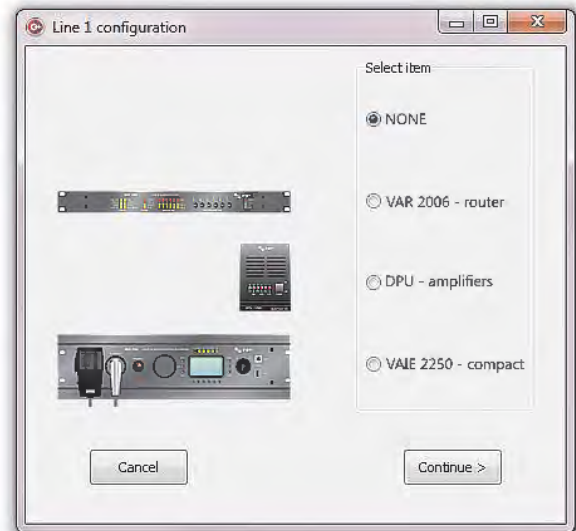 Line 1 configuration
Select item
NONE
VAR 2006 - router
DPU - amplifiers
VAIE 2250 - compact
Cancel
Continue >